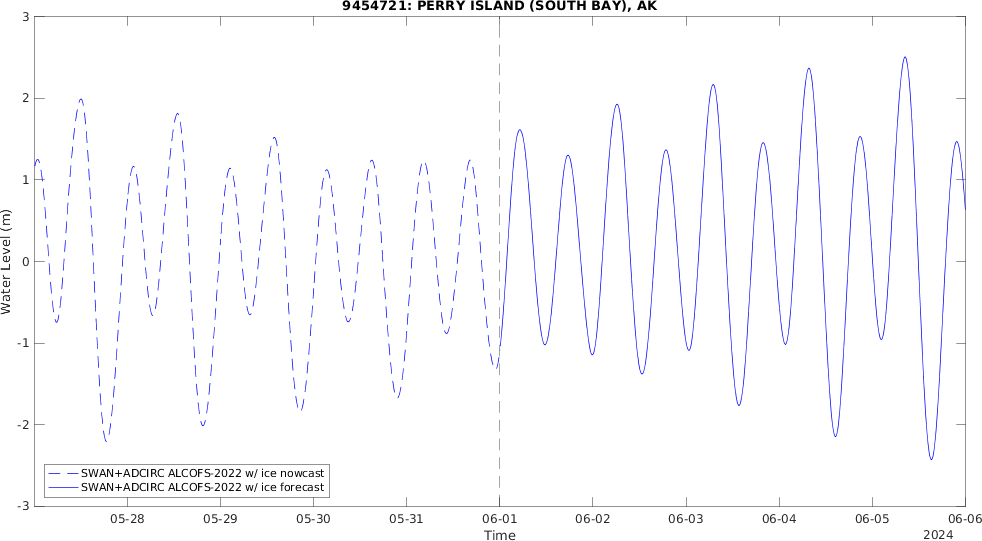 9454721: PERRY ISLAND (SOUTH BAY), AK
3
2
1
0
-1
-2
-3
Water Level (m)
SWAN+ADCIRC ALCOFS-2022 w/ ice nowcast
SWAN+ADCIRC ALCOFS-2022 w/ ice forecast
05-28 05-29 05-30 05-31 06-01 06-02 06-03 06-04 06-05 06-06
Time
2024